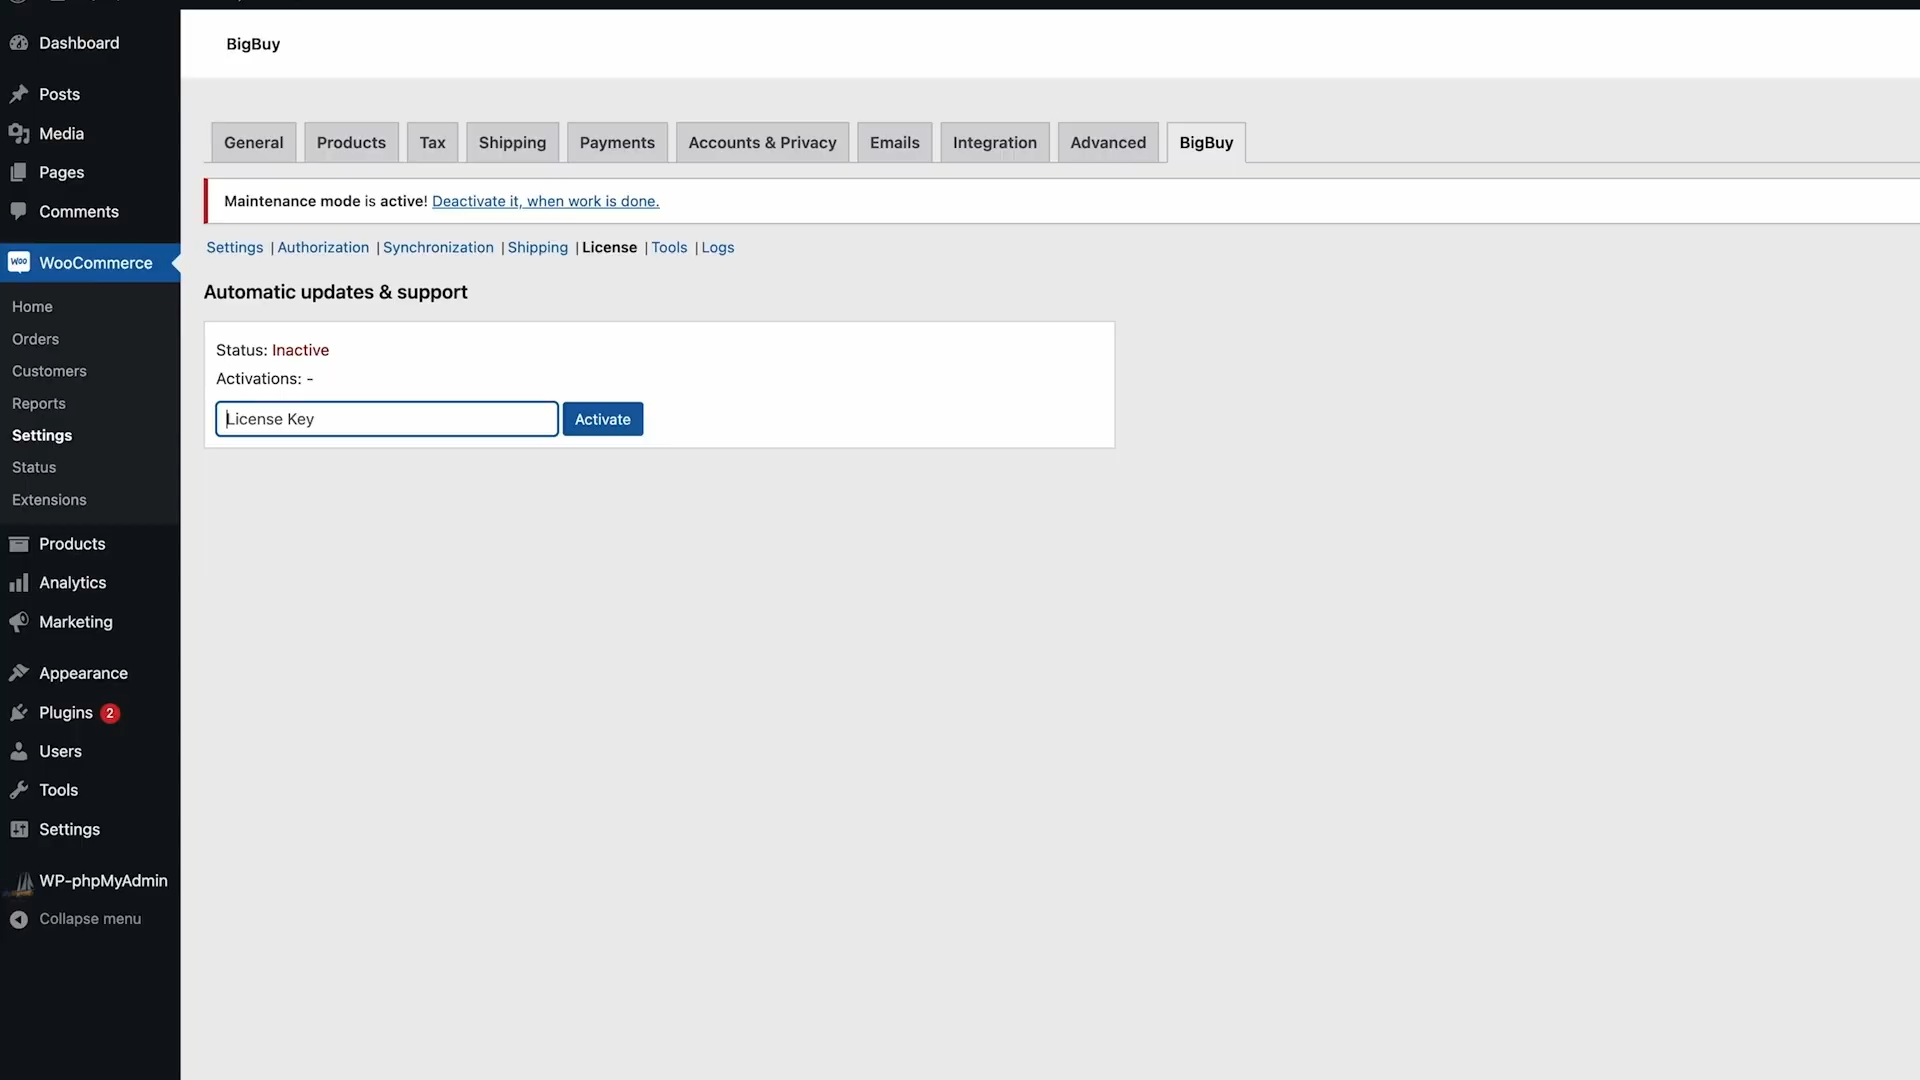 Dashboard
Posts
Media
Pages
Comments
Woo WooCommerce
Home
Orders
Customers
Reports
Settings
Status
Extensions
Products
Analytics
Marketing
Appearance
Plugins 2
Users
Tools
Settings
WP-phpMyAdmin
Collapse menu
BigBuy
General Products Tax Shipping Payments Accounts & Privacy Emails Integration Advanced BigBuy
Maintenance mode is active! Deactivate it, when work is done.
Settings | Authorization | Synchronization | Shipping | License | Tools | Logs
Automatic updates & support
Status: Inactive
Activations: -
License Key Activate